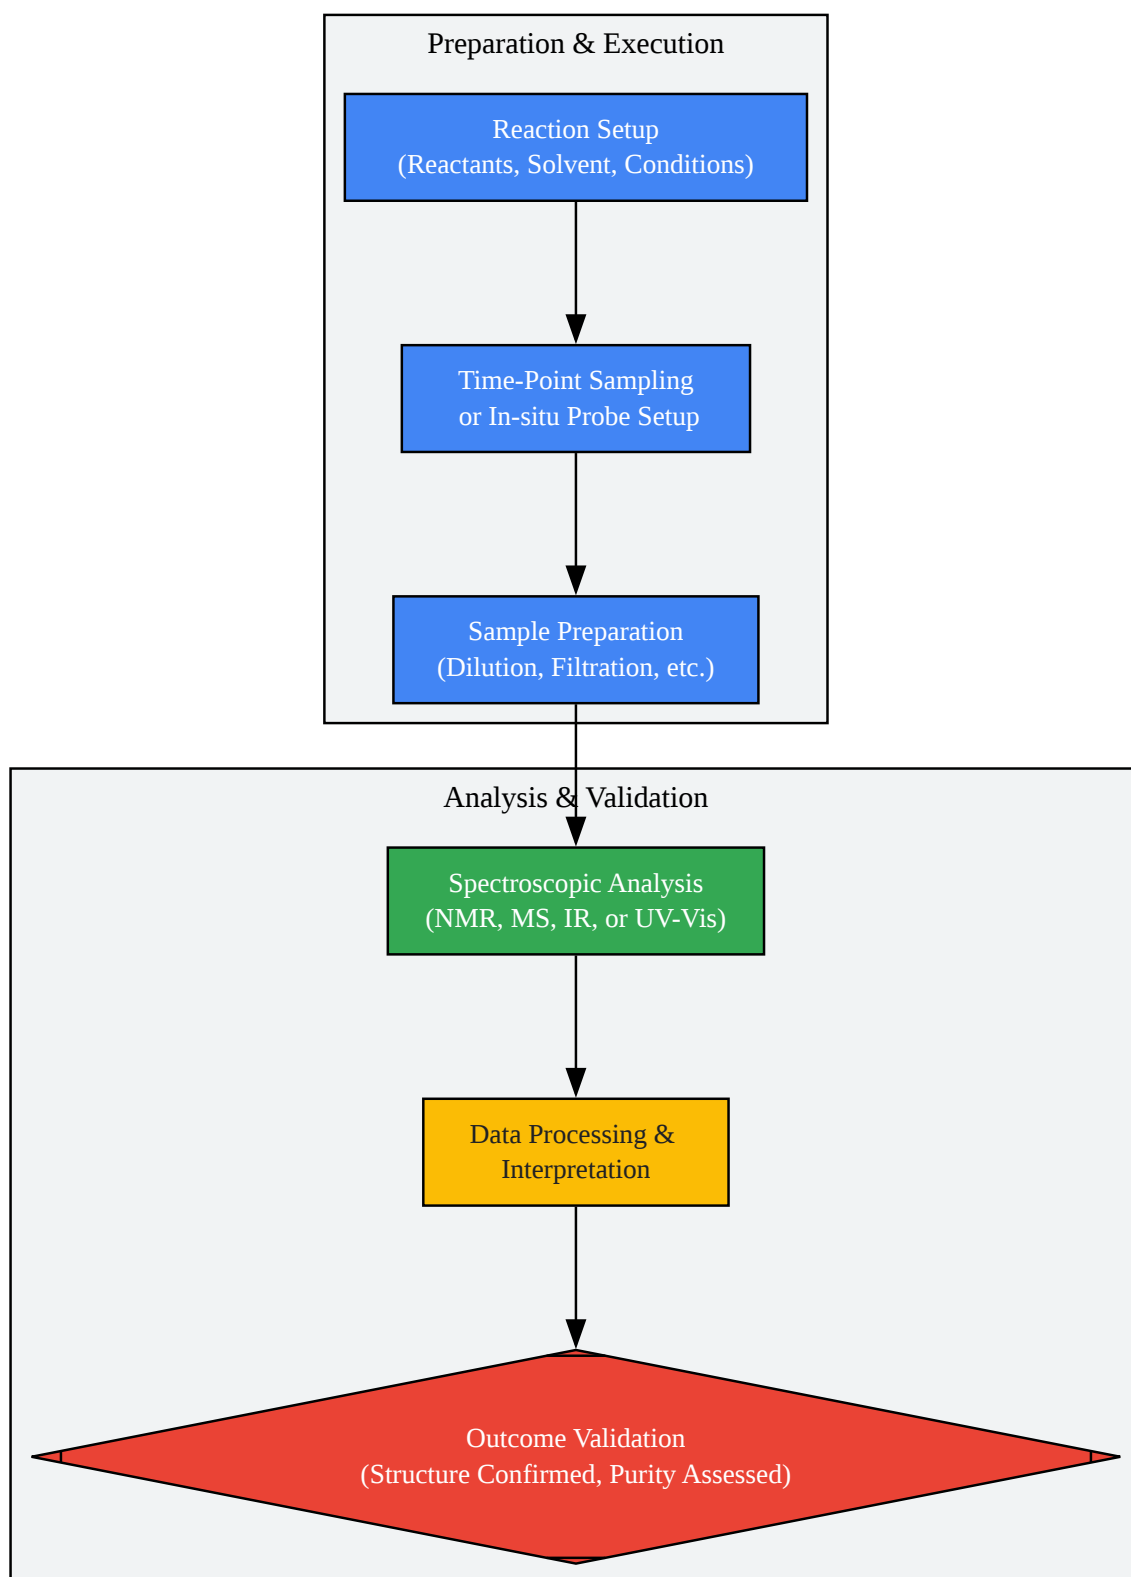 Preparation & Execution
Reaction Setup
(Reactants, Solvent, Conditions)
Time-Point Sampling
or In-situ Probe Setup
Sample Preparation
(Dilution, Filtration, etc.)
Analysis & Validation
Spectroscopic Analysis
(NMR, MS, IR, or UV-Vis)
Data Processing &
Interpretation
Outcome Validation
(Structure Confirmed, Purity Assessed)